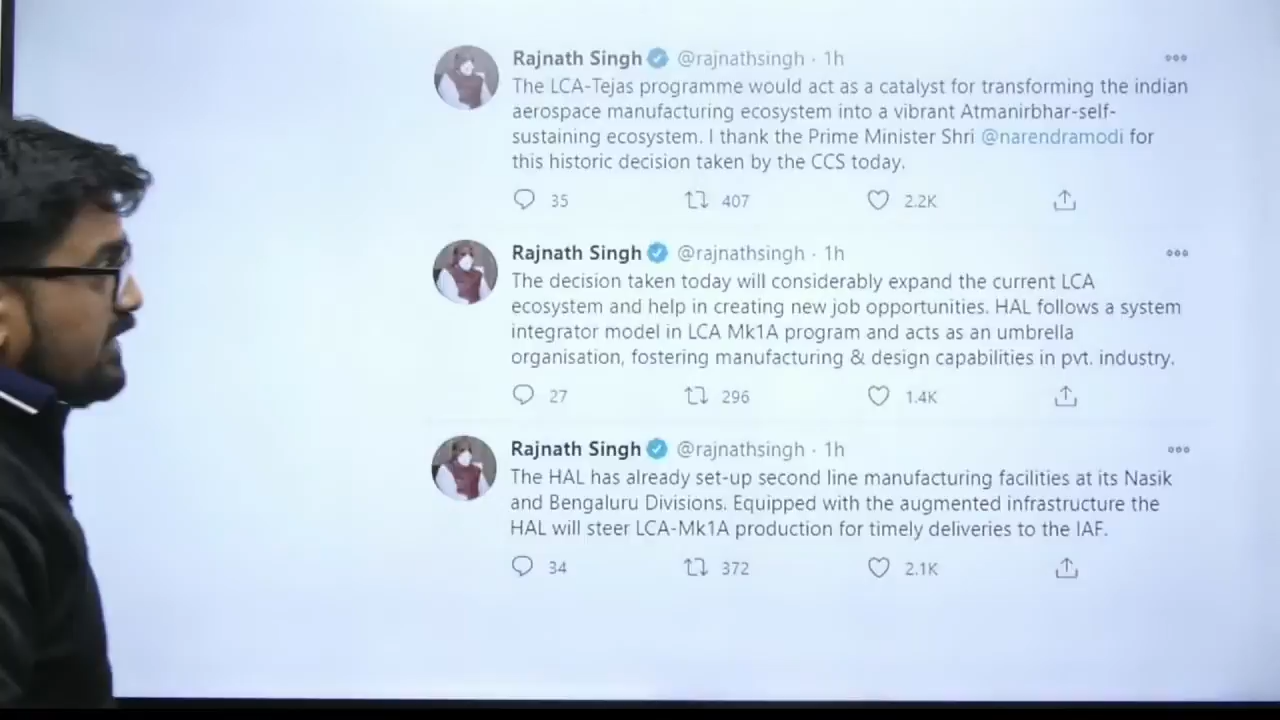 Rajnath Singh @rajnathsingh · 1h
The LCA-Tejas programme would act as a catalyst for transforming the indian
aerospace manufacturing ecosystem into a vibrant Atmanirbhar-self-
sustaining ecosystem. I thank the Prime Minister Shri @narendramodi for
this historic decision taken by the CCS today.
35 407 2.2K
Rajnath Singh @rajnathsingh · 1h
The decision taken today will considerably expand the current LCA
ecosystem and help in creating new job opportunities. HAL follows a system
integrator model in LCA Mk1A program and acts as an umbrella
organisation, fostering manufacturing & design capabilities in pvt. industry.
27 296 1.4K
Rajnath Singh @rajnathsingh · 1h
The HAL has already set-up second line manufacturing facilities at its Nasik
and Bengaluru Divisions. Equipped with the augmented infrastructure the
HAL will steer LCA-Mk1A production for timely deliveries to the IAF.
34 372 2.1K